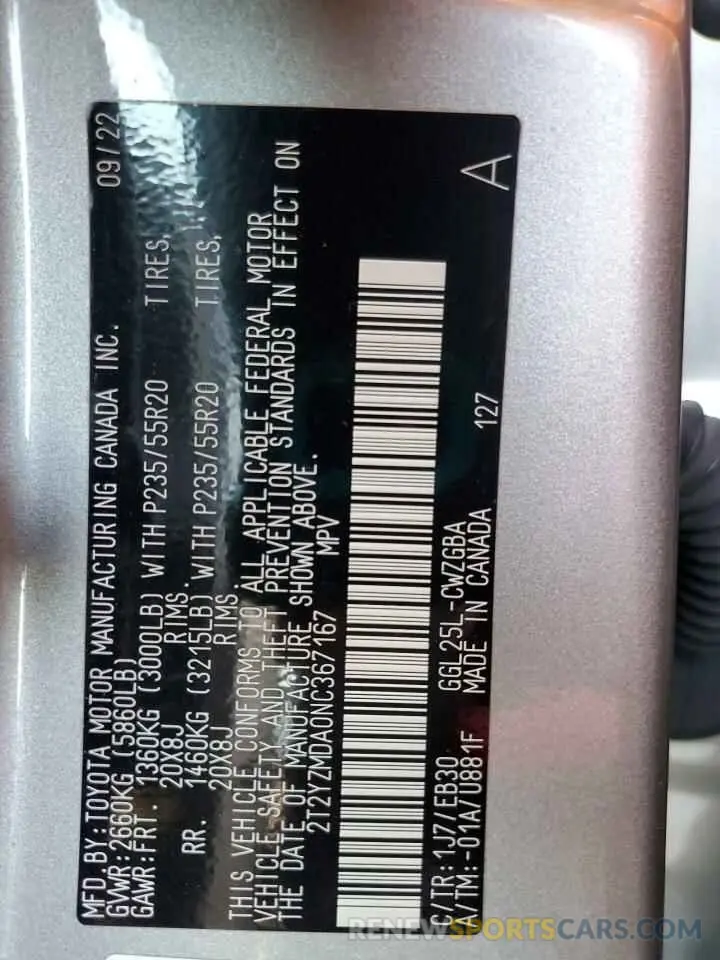 MFD.BY:TOYOTA MOTOR MANUFACTURING CANADA INC. 09/22
GVWR:2660KG (5860LB)
GAWR:FRT. 1360KG (3000LB) WITH P235/55R20 TIRES,
20X8J RIMS,
RR. 1460KG (3215LB) WITH P235/55R20 TIRES,
20X8J RIMS.
THIS VEHICLE CONFORMS TO ALL APPLICABLE FEDERAL MOTOR
VEHICLE SAFETY AND THEFT PREVENTION STANDARDS IN EFFECT ON
THE DATE OF MANUFACTURE SHOWN ABOVE.
2T2YZMDA0NC367167 MPV
C/TR:1J7/EB30 GGL25L-CWZGBA
A/TM:-01A/U881F MADE IN CANADA 127
A
RENEWSPORTSCARS.COM